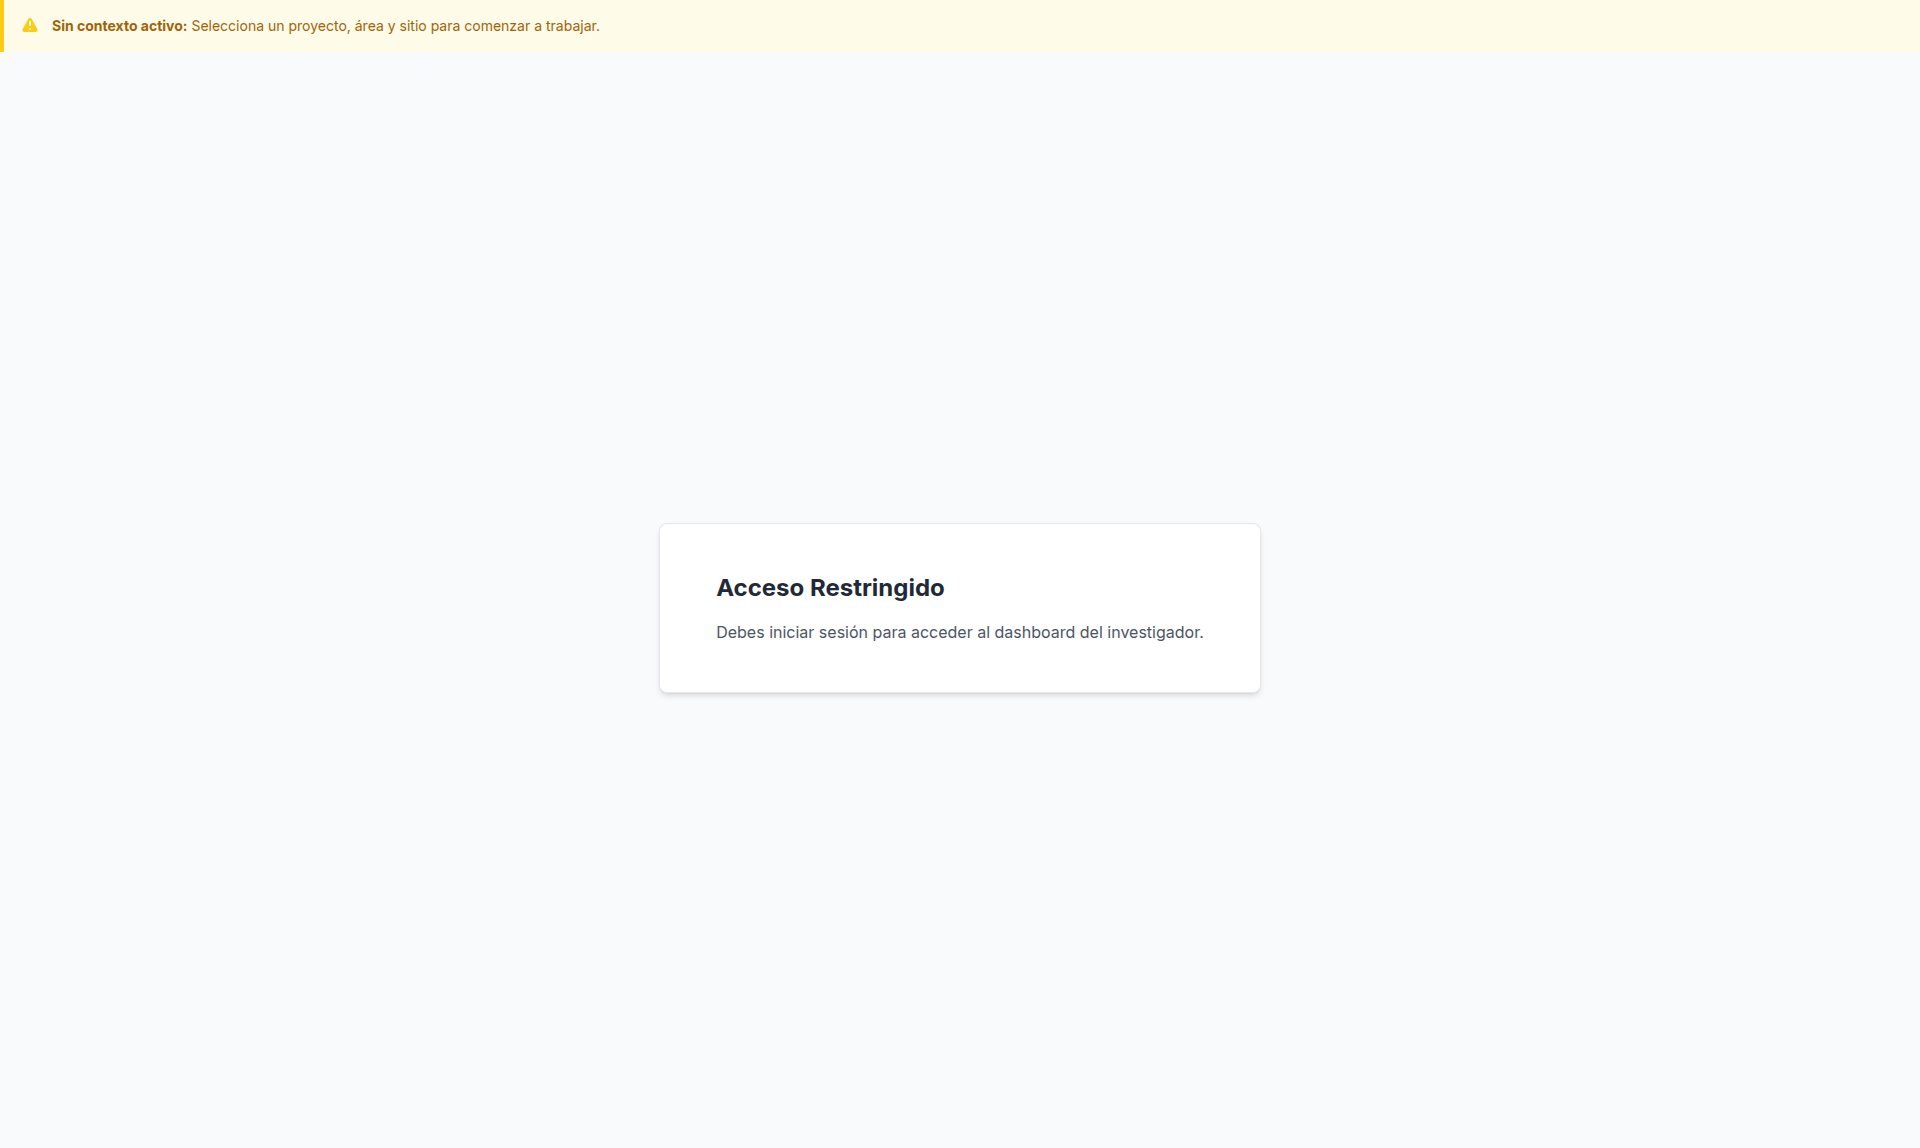 Sin contexto activo: Selecciona un proyecto, área y sitio para comenzar a trabajar.
Acceso Restringido
Debes iniciar sesión para acceder al dashboard del investigador.